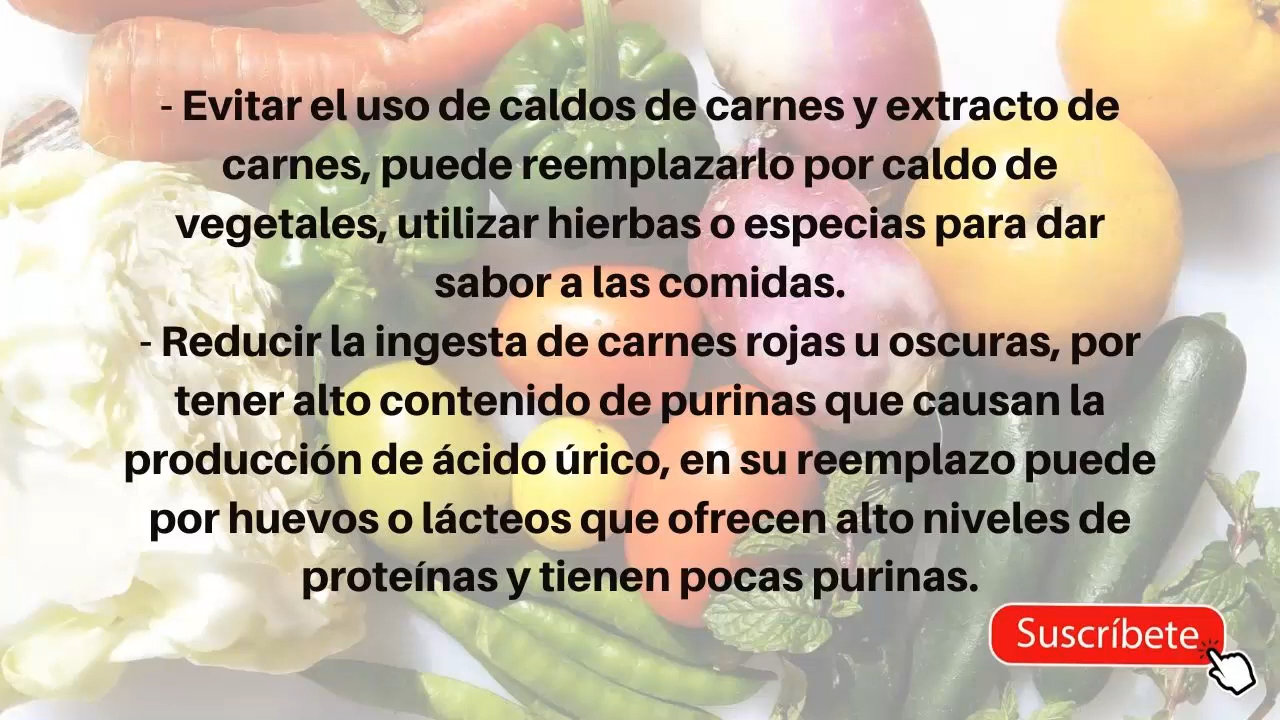 - Evitar el uso de caldos de carnes y extracto de
carnes, puede reemplazarlo por caldo de
vegetales, utilizar hierbas o especias para dar
sabor a las comidas.
- Reducir la ingesta de carnes rojas u oscuras, por
tener alto contenido de purinas que causan la
producción de ácido úrico, en su reemplazo puede
por huevos o lácteos que ofrecen alto niveles de
proteínas y tienen pocas purinas.
Suscríbete